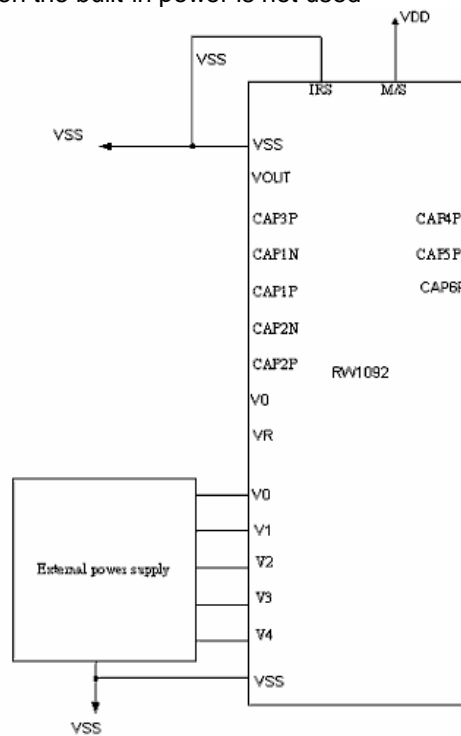 the built-in power is not used
VDD
VSS
IRS M/S
VSS
VSS
VOUT
CAP3P CAP4P
CAP1N CAP5P
CAP1P
CAP2N
CAP2P
RW1092
V0
VR
V0
V1
External power supply
V2
V3
V4
VSS
VSS